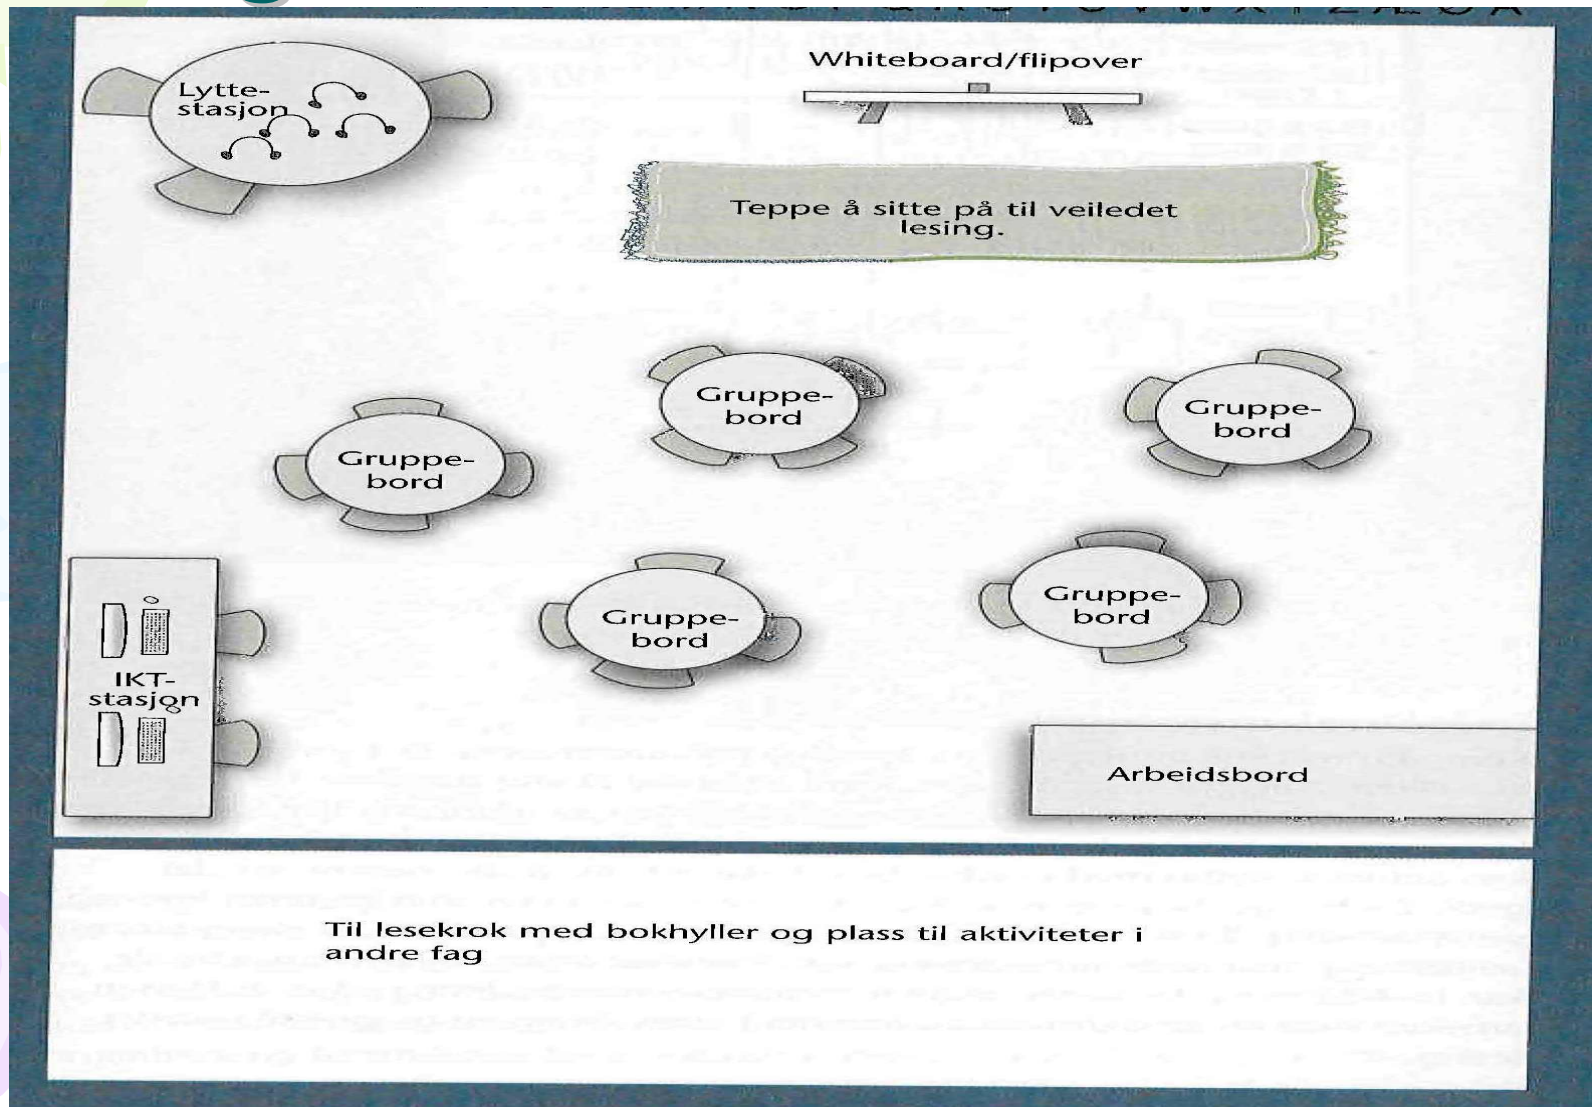 Lytte-
stasjon
Whiteboard/flipover
Teppe å sitte på til veiledet
lesing.
Gruppe-
bord
Gruppe-
bord
Gruppe-
bord
Gruppe-
bord
Gruppe-
bord
IKT-
stasjon
Arbeidsbord
Til lesekrok med bokhyller og plass til aktiviteter i
andre fag